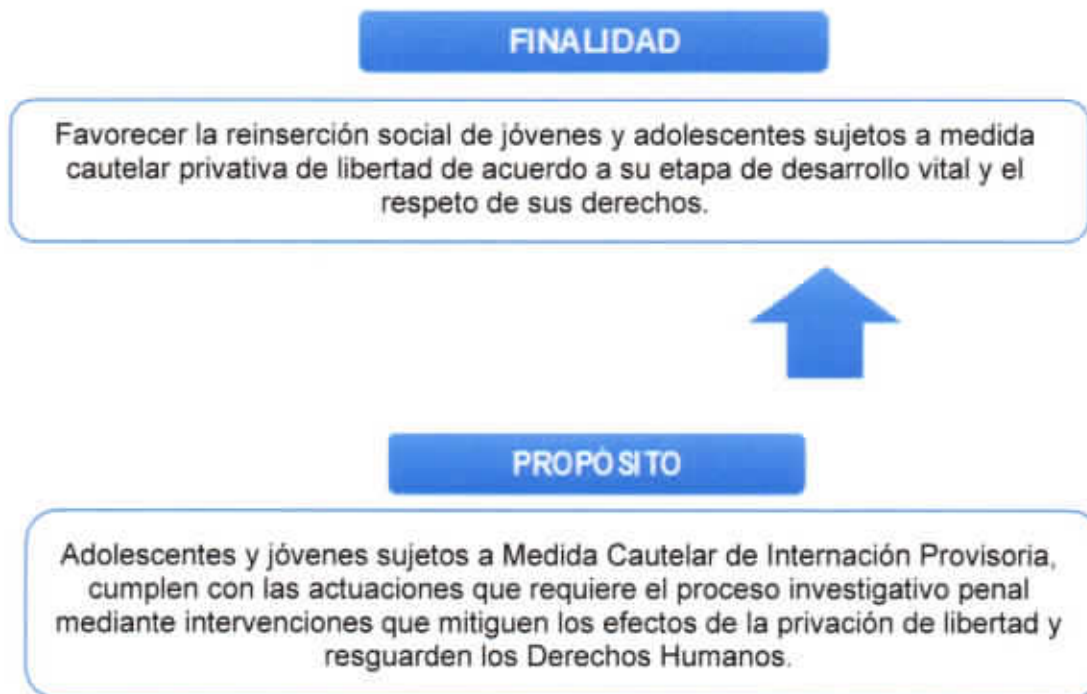 FINALIDAD
Favorecer la reinserción social de jóvenes y adolescentes sujetos a medida
cautelar privativa de libertad de acuerdo a su etapa de desarrollo vital y el
respeto de sus derechos.
PROPÓSITO
Adolescentes y jóvenes sujetos a Medida Cautelar de Internación Provisoria,
cumplen con las actuaciones que requiere el proceso investigativo penal
mediante intervenciones que mitiguen los efectos de la privación de libertad y
resguarden los Derechos Humanos.